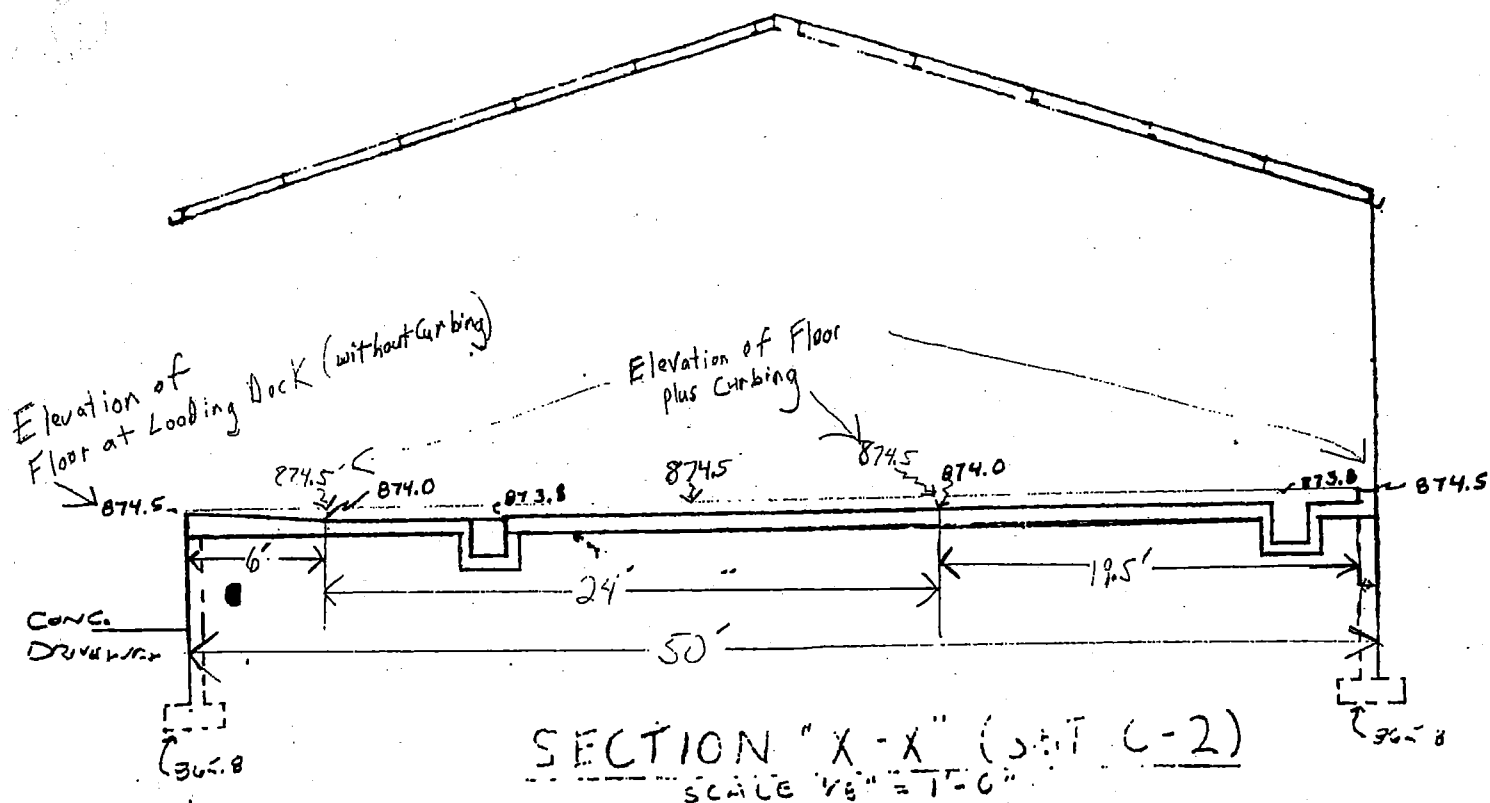 Elevation of
Floor at Loading Dock (without Curbing)
Elevation of Floor
plus Curbing
874.5
874.5
874.0
873.8
874.5
874.5
874.0
873.8
874.5
6'
24'
19.5'
50'
CONC.
SECTION "X-X" ( C-2)
SCALE 1/8" = 1'-0"